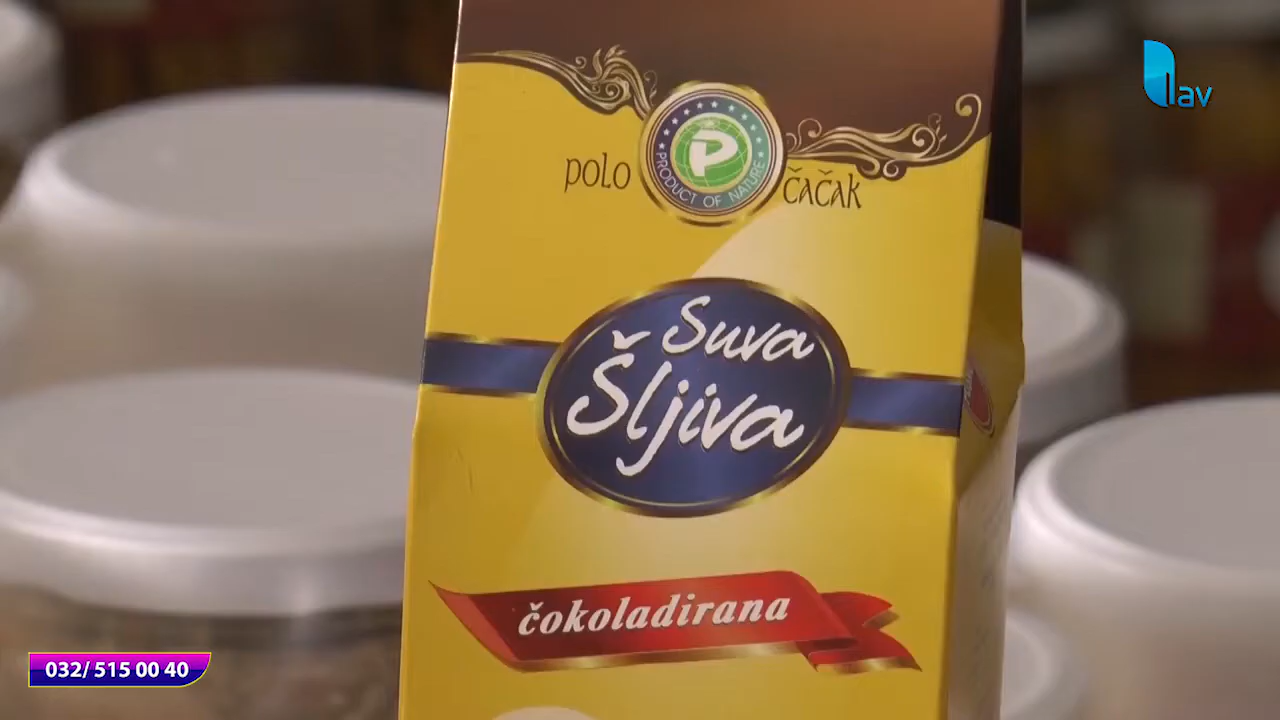 lav
polo
P
PRODUCT OF NATURE
čačak
Suva
Šljiva
čokoladirana
032/ 515 00 40